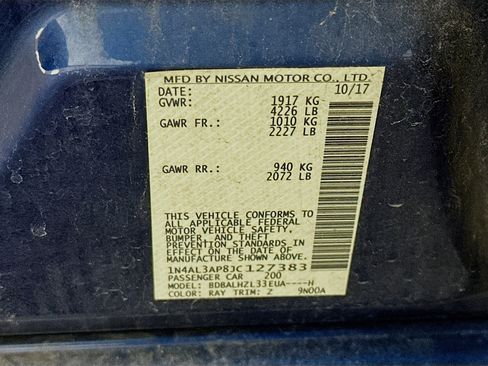 MFD BY NISSAN MOTOR CO., LTD.
DATE: 10/17
GVWR: 1917 KG
4226 LB
GAWR FR.: 1010 KG
2227 LB
GAWR RR.: 940 KG
2072 LB
THIS VEHICLE CONFORMS TO
ALL APPLICABLE FEDERAL
MOTOR VEHICLE SAFETY,
BUMPER, AND THEFT
PREVENTION STANDARDS
IN EFFECT ON THE DATE OF
MANUFACTURE SHOWN ABOVE.
1N4AL3AP8JC127383
PASSENGER CAR 200
MODEL: BDBALHZL33EUA----H
COLOR: RAY TRIM: Z 9N00A